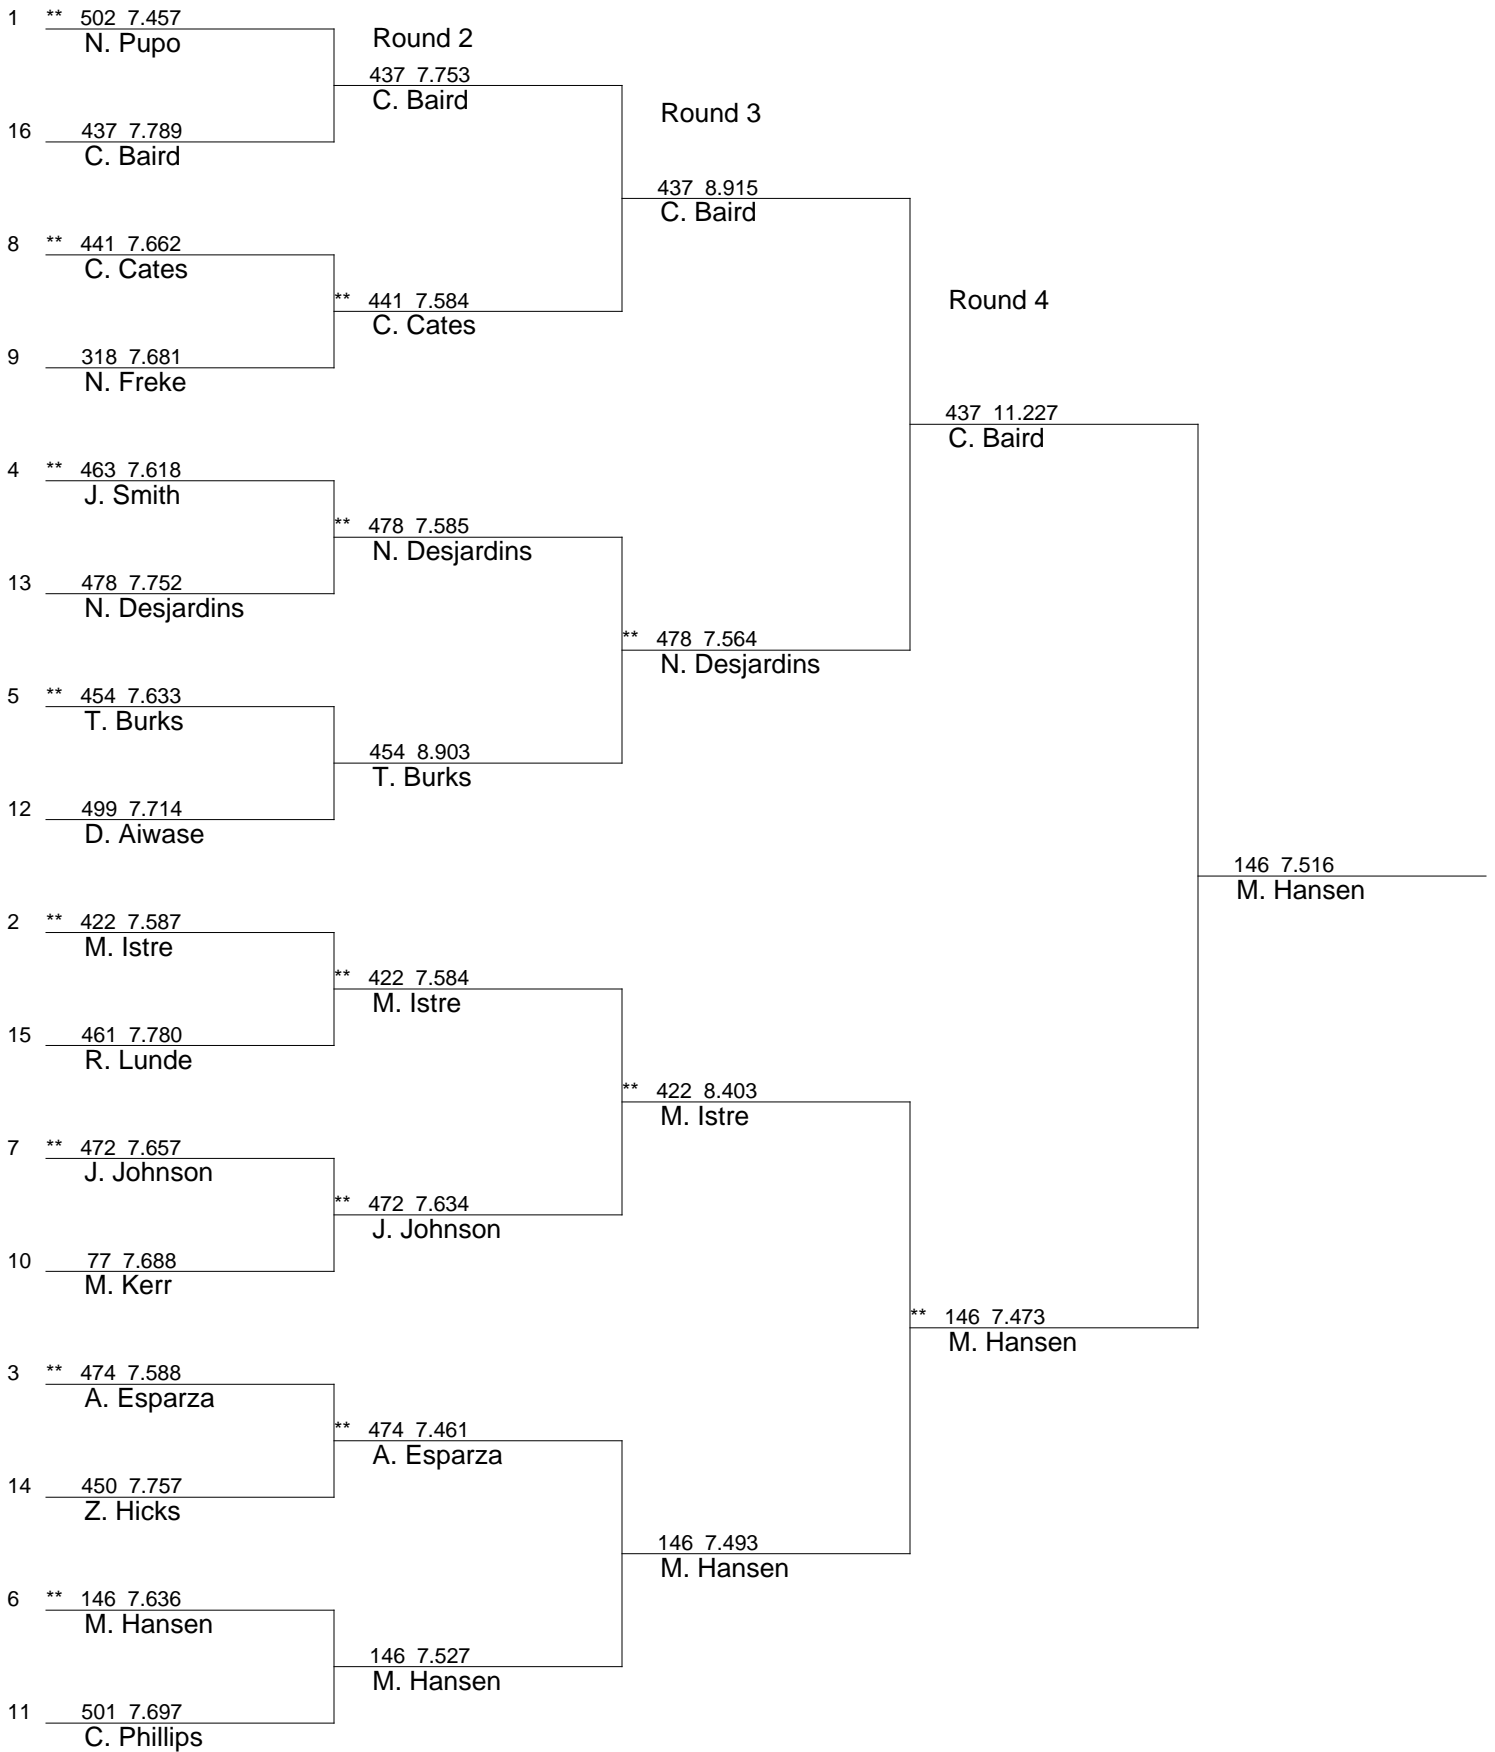 1 ** 502 7.457
N. Pupo
Round 2
437 7.753
C. Baird
Round 3
16 437 7.789
C. Baird
437 8.915
C. Baird
8 ** 441 7.662
C. Cates
** 441 7.584
C. Cates
Round 4
9 318 7.681
N. Freke
437 11.227
C. Baird
4 ** 463 7.618
J. Smith
** 478 7.585
N. Desjardins
13 478 7.752
N. Desjardins
** 478 7.564
N. Desjardins
5 ** 454 7.633
T. Burks
454 8.903
T. Burks
12 499 7.714
D. Aiwase
146 7.516
M. Hansen
2 ** 422 7.587
M. Istre
** 422 7.584
M. Istre
15 461 7.780
R. Lunde
** 422 8.403
M. Istre
7 ** 472 7.657
J. Johnson
** 472 7.634
J. Johnson
10 77 7.688
M. Kerr
** 146 7.473
M. Hansen
3 ** 474 7.588
A. Esparza
** 474 7.461
A. Esparza
14 450 7.757
Z. Hicks
146 7.493
M. Hansen
6 ** 146 7.636
M. Hansen
146 7.527
M. Hansen
11 501 7.697
C. Phillips